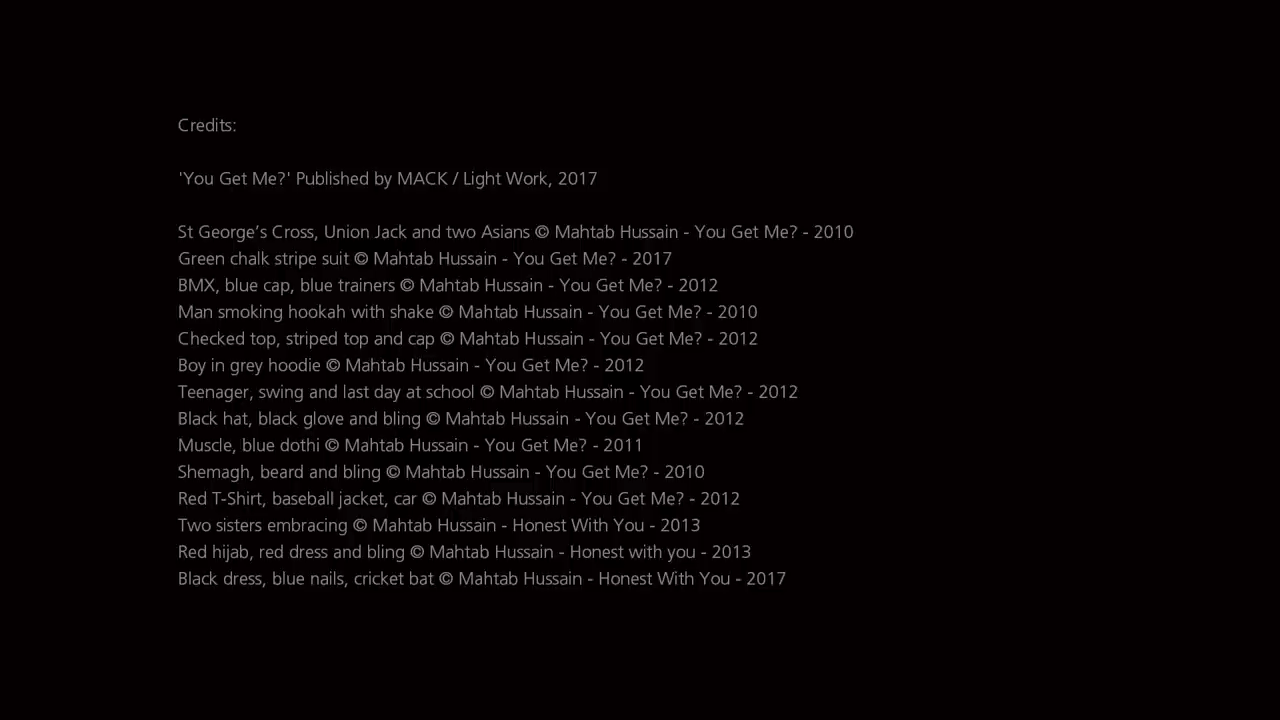 Credits:
'You Get Me?' Published by MACK / Light Work, 2017
St George’s Cross, Union Jack and two Asians © Mahtab Hussain - You Get Me? - 2010
Green chalk stripe suit © Mahtab Hussain - You Get Me? - 2017
BMX, blue cap, blue trainers © Mahtab Hussain - You Get Me? - 2012
Man smoking hookah with shake © Mahtab Hussain - You Get Me? - 2010
Checked top, striped top and cap © Mahtab Hussain - You Get Me? - 2012
Boy in grey hoodie © Mahtab Hussain - You Get Me? - 2012
Teenager, swing and last day at school © Mahtab Hussain - You Get Me? - 2012
Black hat, black glove and bling © Mahtab Hussain - You Get Me? - 2012
Muscle, blue dothi © Mahtab Hussain - You Get Me? - 2011
Shemagh, beard and bling © Mahtab Hussain - You Get Me? - 2010
Red T-Shirt, baseball jacket, car © Mahtab Hussain - You Get Me? - 2012
Two sisters embracing © Mahtab Hussain - Honest With You - 2013
Red hijab, red dress and bling © Mahtab Hussain - Honest with you - 2013
Black dress, blue nails, cricket bat © Mahtab Hussain - Honest With You - 2017